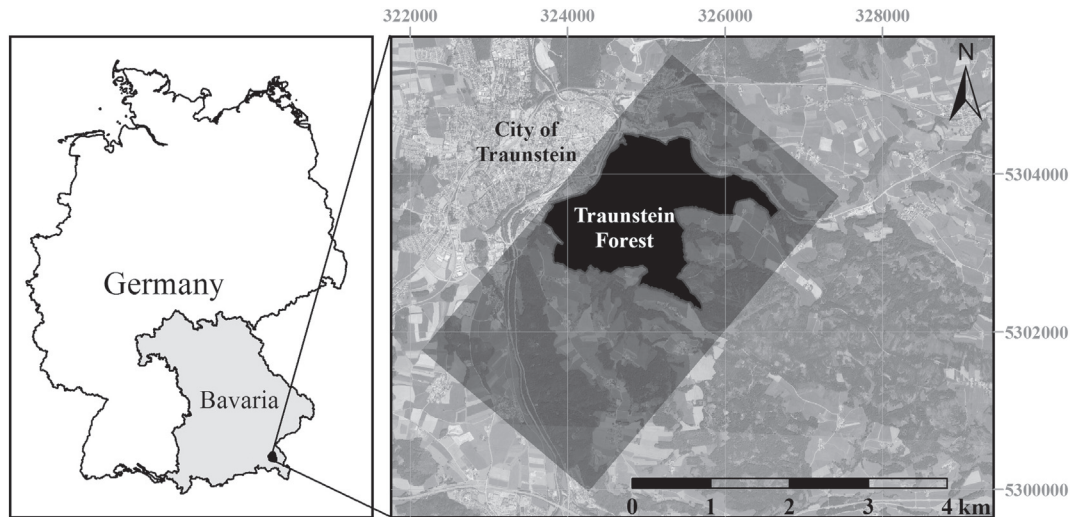 322000 324000 326000 328000
N
City of
Traunstein
5304000
Traunstein
Forest
Germany
5302000
Bavaria
5300000
0 1 2 3 4 km